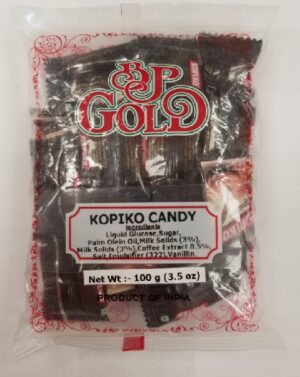 BJP
GOLD
KOPIKO CANDY
Ingredients
Liquid Glucose,Sugar,
Palm Olein Oil,Milk Solids (3%),
Milk Solids (3%),Caffee Extract 0.5%
Salt,Emulsifier (322),Vanillin.
Net Wt :- 100 g (3.5 oz)
PRODUCT OF INDIA